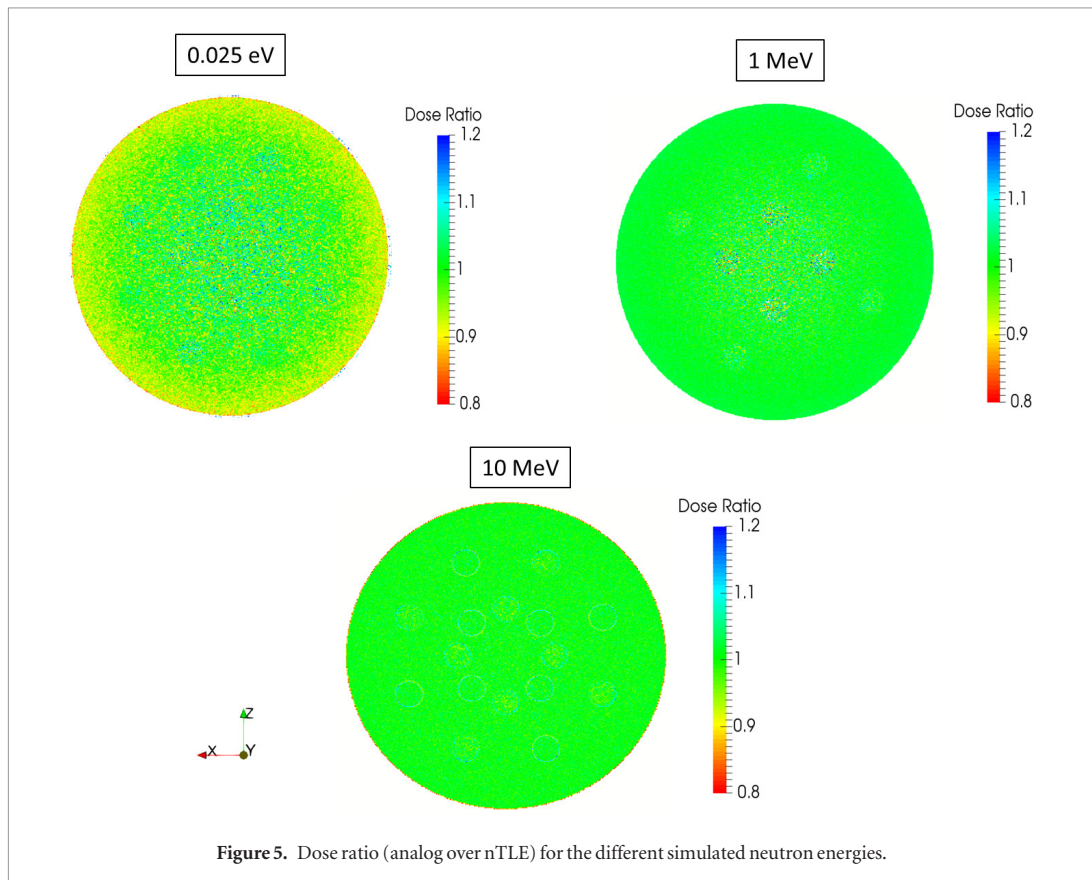 0.025 eV
Dose Ratio
1.2
1.1
1
0.9
0.8
1 MeV
Dose Ratio
1.2
1.1
1
0.9
0.8
10 MeV
Dose Ratio
1.2
1.1
1
0.9
0.8
Z
X
Y
Figure 5. Dose ratio (analog over nTLE) for the different simulated neutron energies.